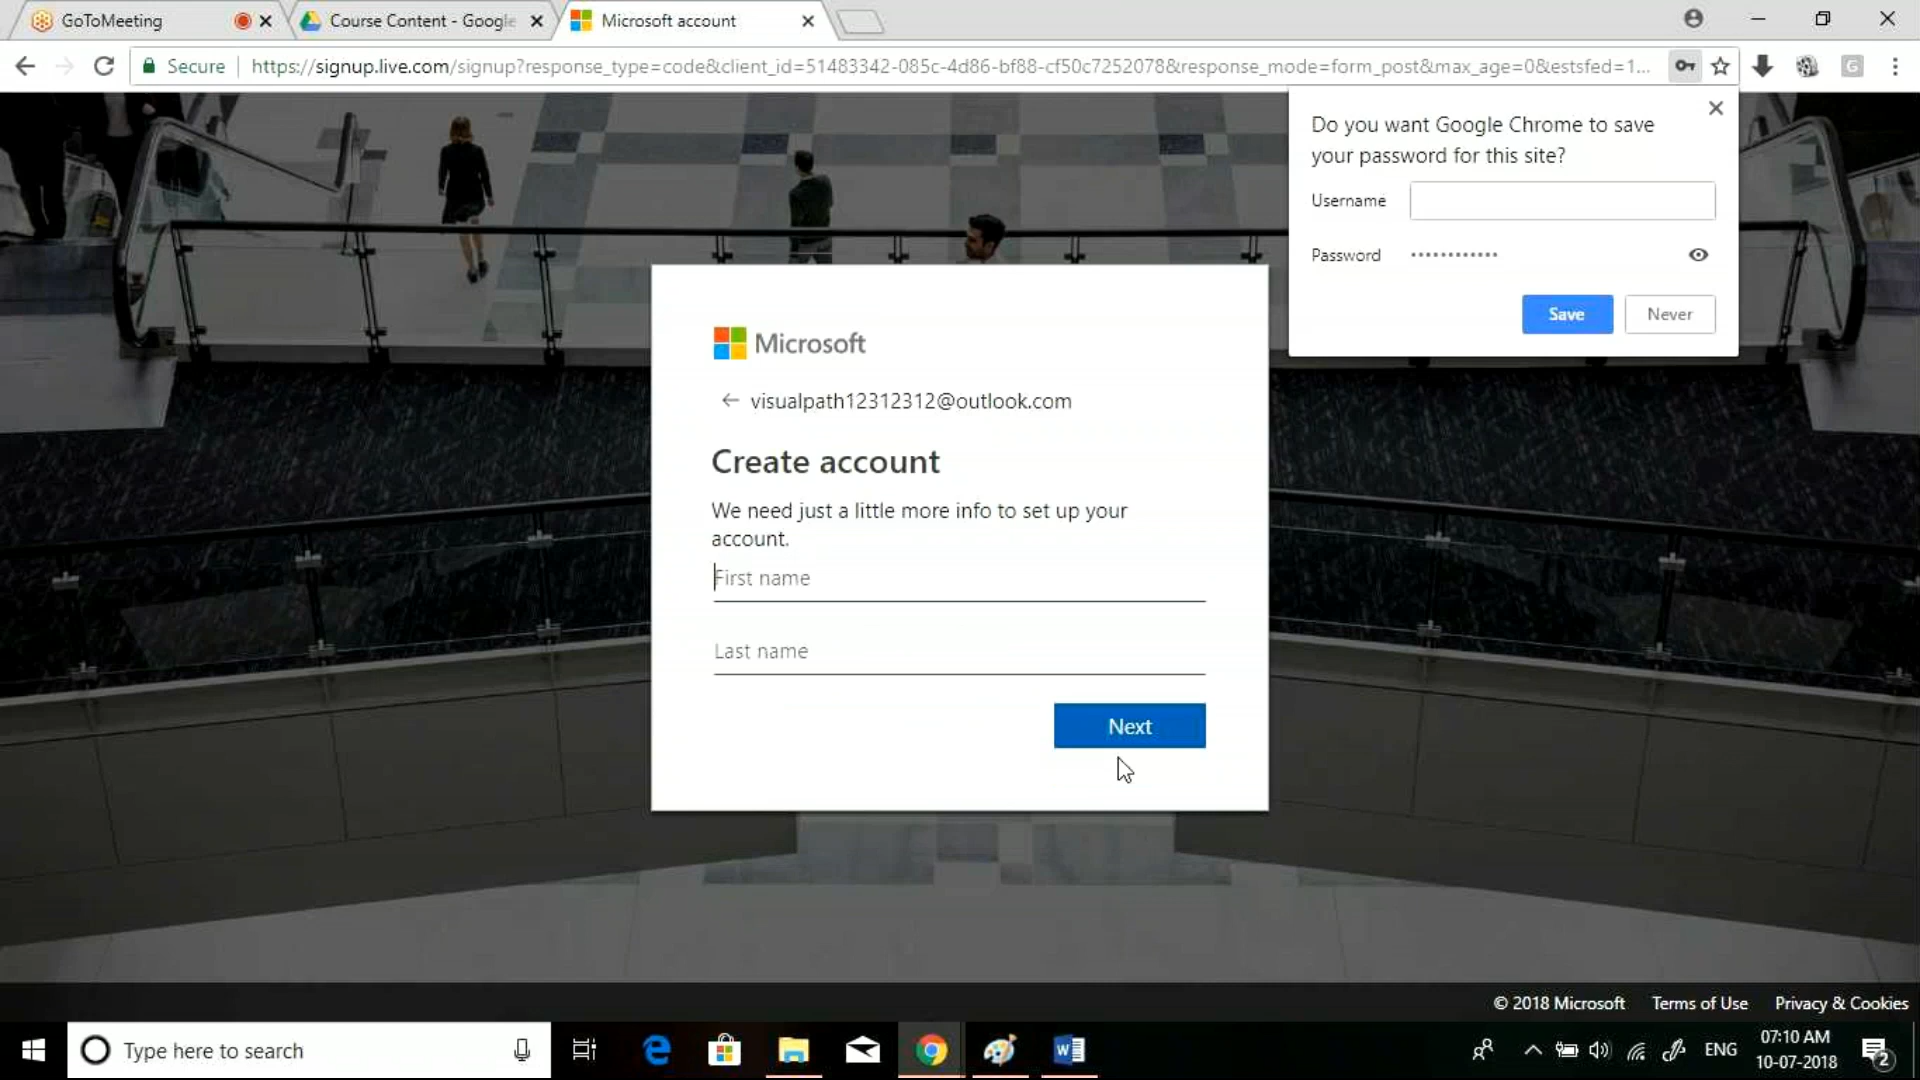 GoToMeeting
Course Content - Google
Microsoft account
Secure
https://signup.live.com/signup?response_type=code&client_id=51483342-085c-4d86-bf88-cf50c7252078&response_mode=form_post&max_age=0&estsfed=1...
G
Do you want Google Chrome to save
your password for this site?
Username
Password ••••••••••••
Save
Never
Microsoft
visualpath12312312@outlook.com
Create account
We need just a little more info to set up your
account.
First name
Last name
Next
© 2018 Microsoft
Terms of Use
Privacy & Cookies
Type here to search
ENG
07:10 AM
10-07-2018
2